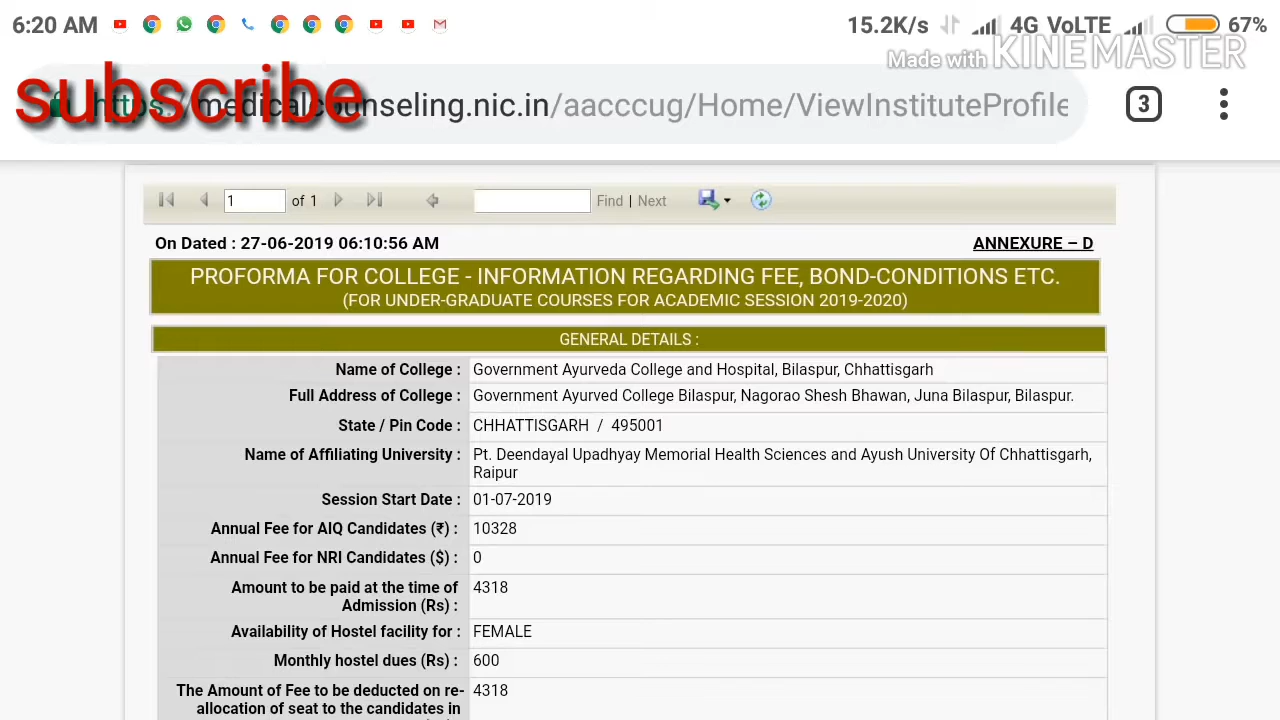 6:20 AM 15.2K/s 4G VoLTE 67%
Made with KINEMASTER
subscribe
https://medicalcounseling.nic.in/aacccug/Home/ViewInstituteProfile 3
1 of 1 Find | Next
On Dated : 27-06-2019 06:10:56 AM ANNEXURE – D
PROFORMA FOR COLLEGE - INFORMATION REGARDING FEE, BOND-CONDITIONS ETC.
(FOR UNDER-GRADUATE COURSES FOR ACADEMIC SESSION 2019-2020)
GENERAL DETAILS :
Name of College : Government Ayurveda College and Hospital, Bilaspur, Chhattisgarh
Full Address of College : Government Ayurved College Bilaspur, Nagorao Shesh Bhawan, Juna Bilaspur, Bilaspur.
State / Pin Code : CHHATTISGARH / 495001
Name of Affiliating University : Pt. Deendayal Upadhyay Memorial Health Sciences and Ayush University Of Chhattisgarh,
Raipur
Session Start Date : 01-07-2019
Annual Fee for AIQ Candidates (₹) : 10328
Annual Fee for NRI Candidates ($) : 0
Amount to be paid at the time of 4318
Admission (Rs) :
Availability of Hostel facility for : FEMALE
Monthly hostel dues (Rs) : 600
The Amount of Fee to be deducted on re- 4318
allocation of seat to the candidates in